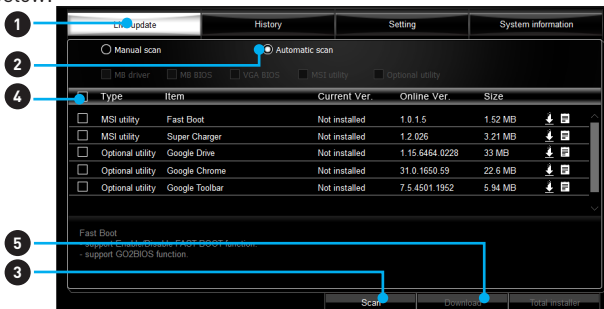 Live update History Setting System information
1
Manual scan Automatic scan
2
MB driver MB BIOS VGA BIOS MSI utility Optional utility
4
Type Item Current Ver. Online Ver. Size
MSI utility Fast Boot Not installed 1.0.1.5 1.52 MB
MSI utility Super Charger Not installed 1.2.026 3.21 MB
Optional utility Google Drive Not installed 1.15.6464.0228 33 MB
Optional utility Google Chrome Not installed 31.0.1650.59 22.6 MB
Optional utility Google Toolbar Not installed 7.5.4501.1952 5.94 MB
Fast Boot
- support Enable/Disable FAST BOOT function.
5
- support GO2BIOS function.
3
Scan Download Total installer